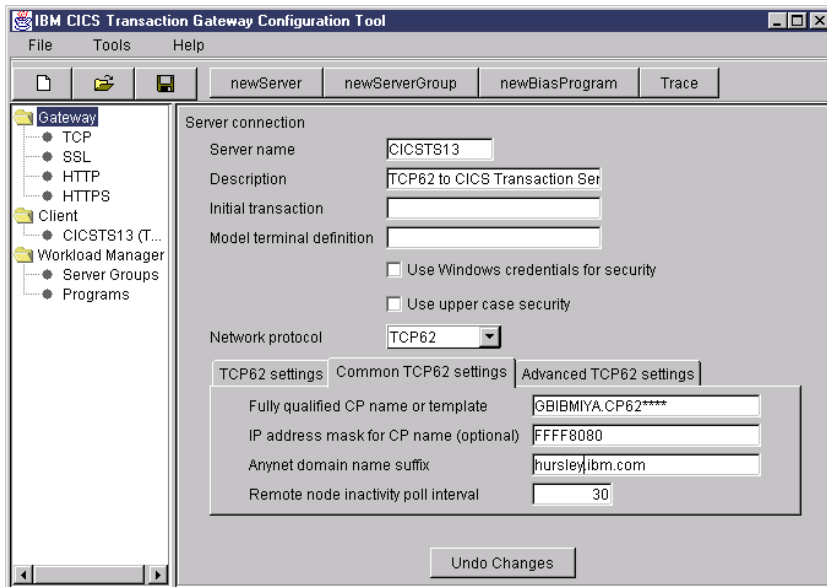 IBM CICS Transaction Gateway Configuration Tool
File Tools Help
newServer newServerGroup newBiasProgram Trace
Gateway
TCP
SSL
HTTP
HTTPS
Client
CICSTS13 (T...
Workload Manager
Server Groups
Programs
Server connection
Server name CICSTS13
Description TCP62 to CICS Transaction Ser
Initial transaction
Model terminal definition
Use Windows credentials for security
Use upper case security
Network protocol TCP62
TCP62 settings Common TCP62 settings Advanced TCP62 settings
Fully qualified CP name or template GBIBMIYA.CP62****
IP address mask for CP name (optional) FFFF8080
Anynet domain name suffix hursley.ibm.com
Remote node inactivity poll interval 30
Undo Changes